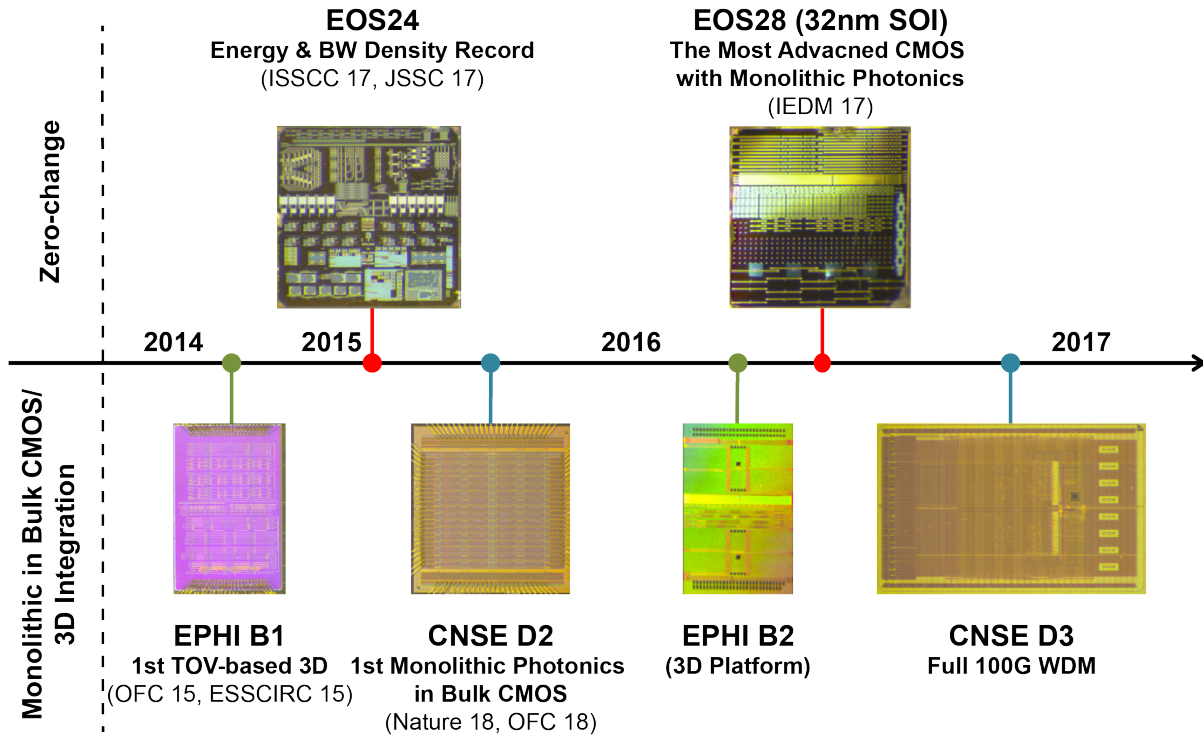 EOS24
Energy & BW Density Record
(ISSCC 17, JSSC 17)
EOS28 (32nm SOI)
The Most Advacned CMOS
with Monolithic Photonics
(IEDM 17)
Zero-change
2014
2015
2016
2017
Monolithic in Bulk CMOS/
3D Integration
EPHI B1
1st TOV-based 3D
(OFC 15, ESSCIRC 15)
CNSE D2
1st Monolithic Photonics
in Bulk CMOS
(Nature 18, OFC 18)
EPHI B2
(3D Platform)
CNSE D3
Full 100G WDM